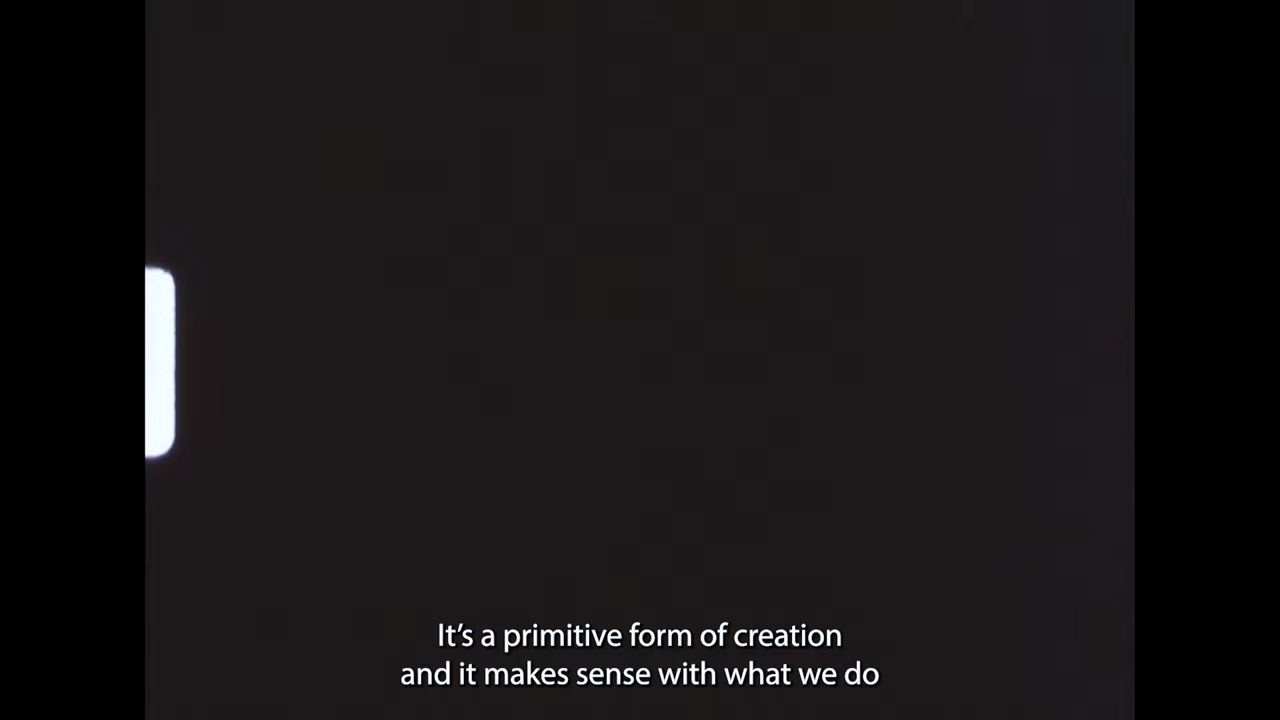 It’s a primitive form of creation
and it makes sense with what we do